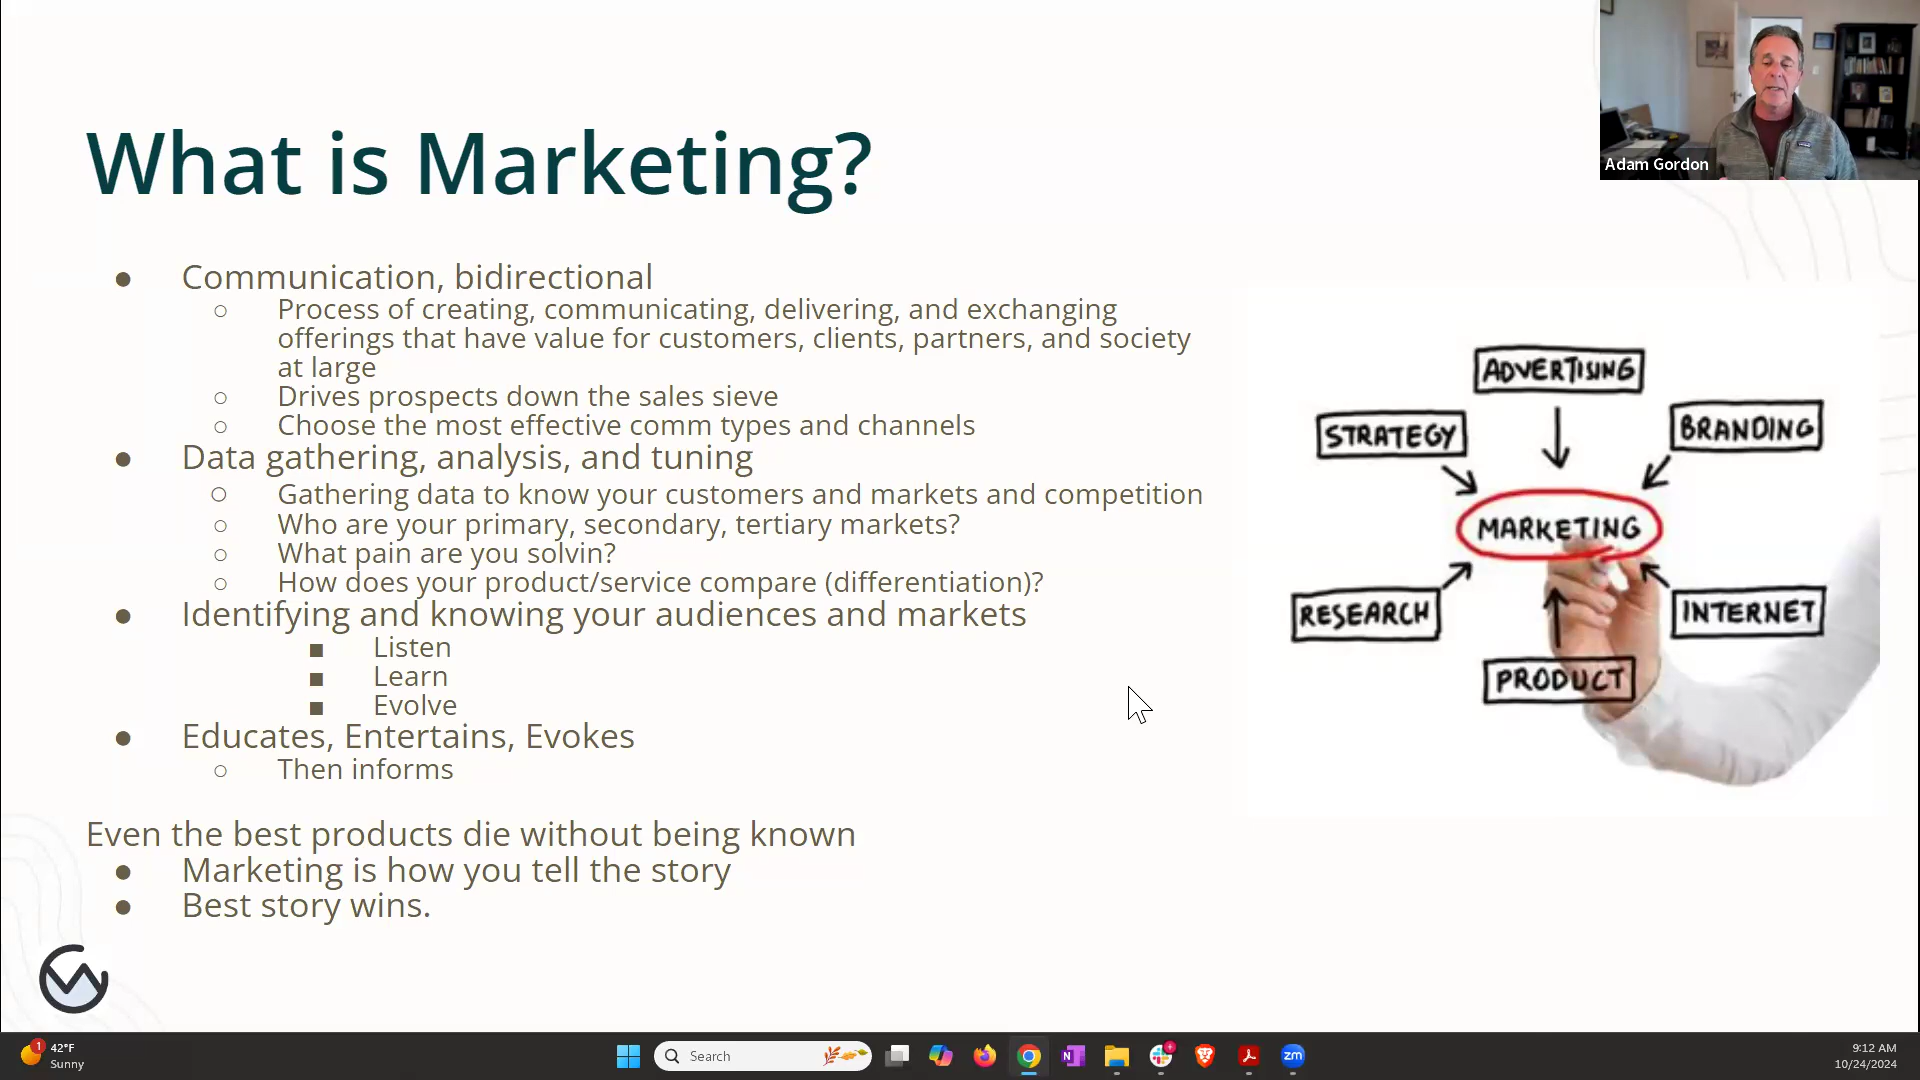 Adam Gordon
What is Marketing?
● Communication, bidirectional
○ Process of creating, communicating, delivering, and exchanging
offerings that have value for customers, clients, partners, and society
at large
○ Drives prospects down the sales sieve
○ Choose the most effective comm types and channels
● Data gathering, analysis, and tuning
○ Gathering data to know your customers and markets and competition
○ Who are your primary, secondary, tertiary markets?
○ What pain are you solvin?
○ How does your product/service compare (differentiation)?
● Identifying and knowing your audiences and markets
■ Listen
■ Learn
■ Evolve
● Educates, Entertains, Evokes
○ Then informs
Even the best products die without being known
● Marketing is how you tell the story
● Best story wins.
ADVERTISING
STRATEGY
BRANDING
MARKETING
RESEARCH
INTERNET
PRODUCT
1
42°F
Sunny
Search
N
zm
9:12 AM
10/24/2024